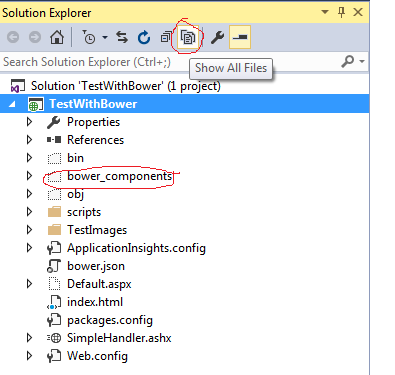 Solution Explorer
Search Solution Explorer (Ctrl+;)
Show All Files
Solution 'TestWithBower' (1 project)
TestWithBower
Properties
References
bin
bower_components
obj
scripts
TestImages
ApplicationInsights.config
bower.json
Default.aspx
index.html
packages.config
SimpleHandler.ashx
Web.config